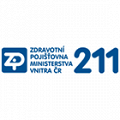 ZP
ZDRAVOTNÍ
POJIŠŤOVNA
MINISTERSTVA
VNITRA ČR
211